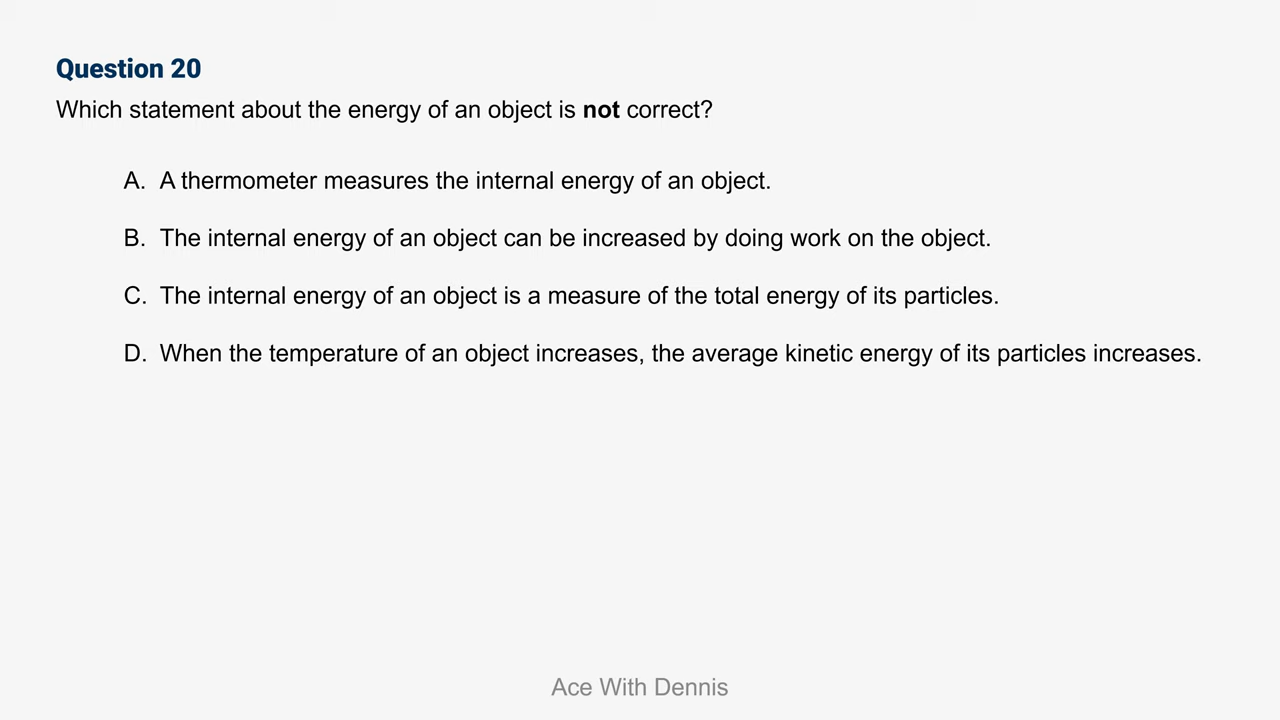 Question 20
Which statement about the energy of an object is not correct?
A. A thermometer measures the internal energy of an object.
B. The internal energy of an object can be increased by doing work on the object.
C. The internal energy of an object is a measure of the total energy of its particles.
D. When the temperature of an object increases, the average kinetic energy of its particles increases.
Ace With Dennis